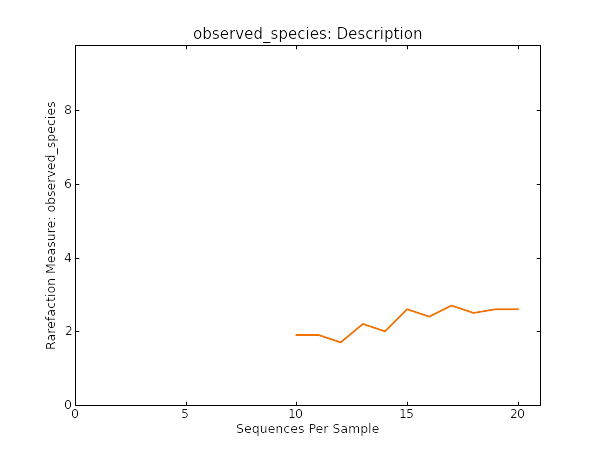 observed_species: Description
Rarefaction Measure: observed_species
8
6
4
2
0
0 5 10 15 20
Sequences Per Sample